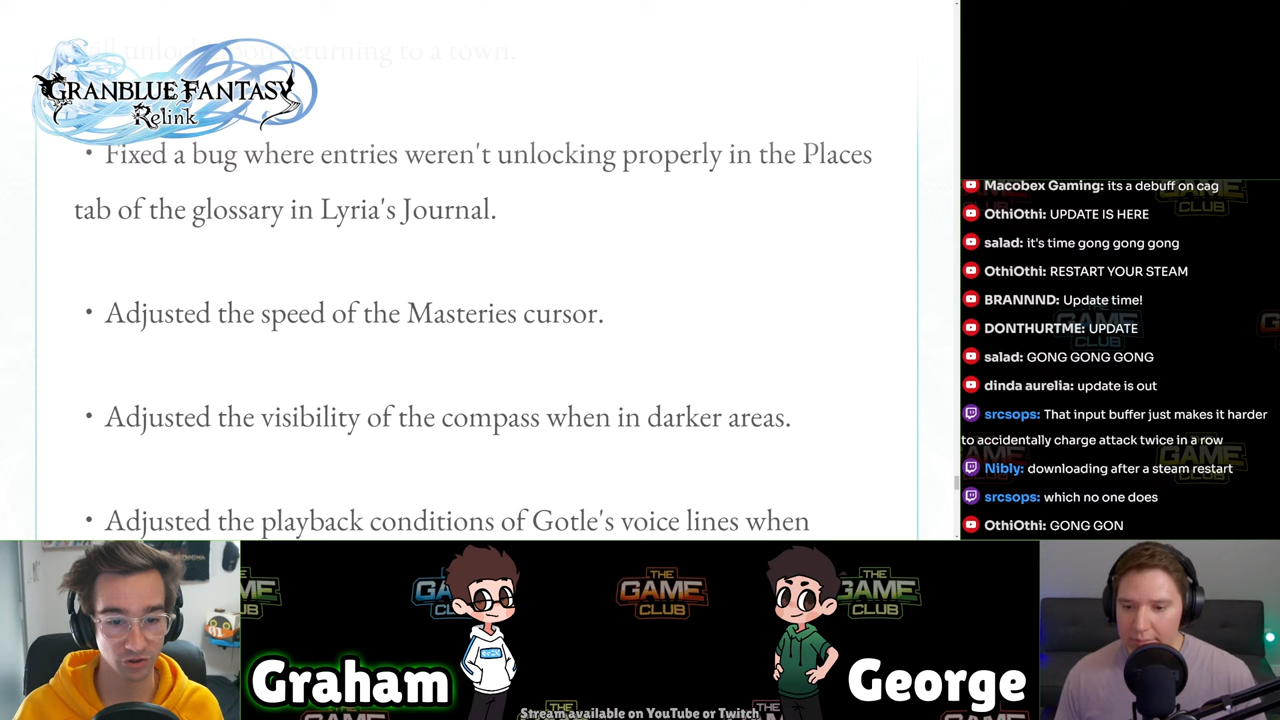 will unlock upon returning to a town.
GRANBLUE FANTASY
Relink
・Fixed a bug where entries weren't unlocking properly in the Places
tab of the glossary in Lyria's Journal.
・Adjusted the speed of the Masteries cursor.
・Adjusted the visibility of the compass when in darker areas.
・Adjusted the playback conditions of Gotle's voice lines when
Macobex Gaming: its a debuff on cag
OthiOthi: UPDATE IS HERE
salad: it's time gong gong gong
OthiOthi: RESTART YOUR STEAM
BRANNND: Update time!
DONTHURTME: UPDATE
salad: GONG GONG GONG
dinda aurelia: update is out
srcsops: That input buffer just makes it harder
to accidentally charge attack twice in a row
Nibly: downloading after a steam restart
srcsops: which no one does
OthiOthi: GONG GON
THE
GAME
CLUB
Graham
George
Stream available on YouTube or Twitch